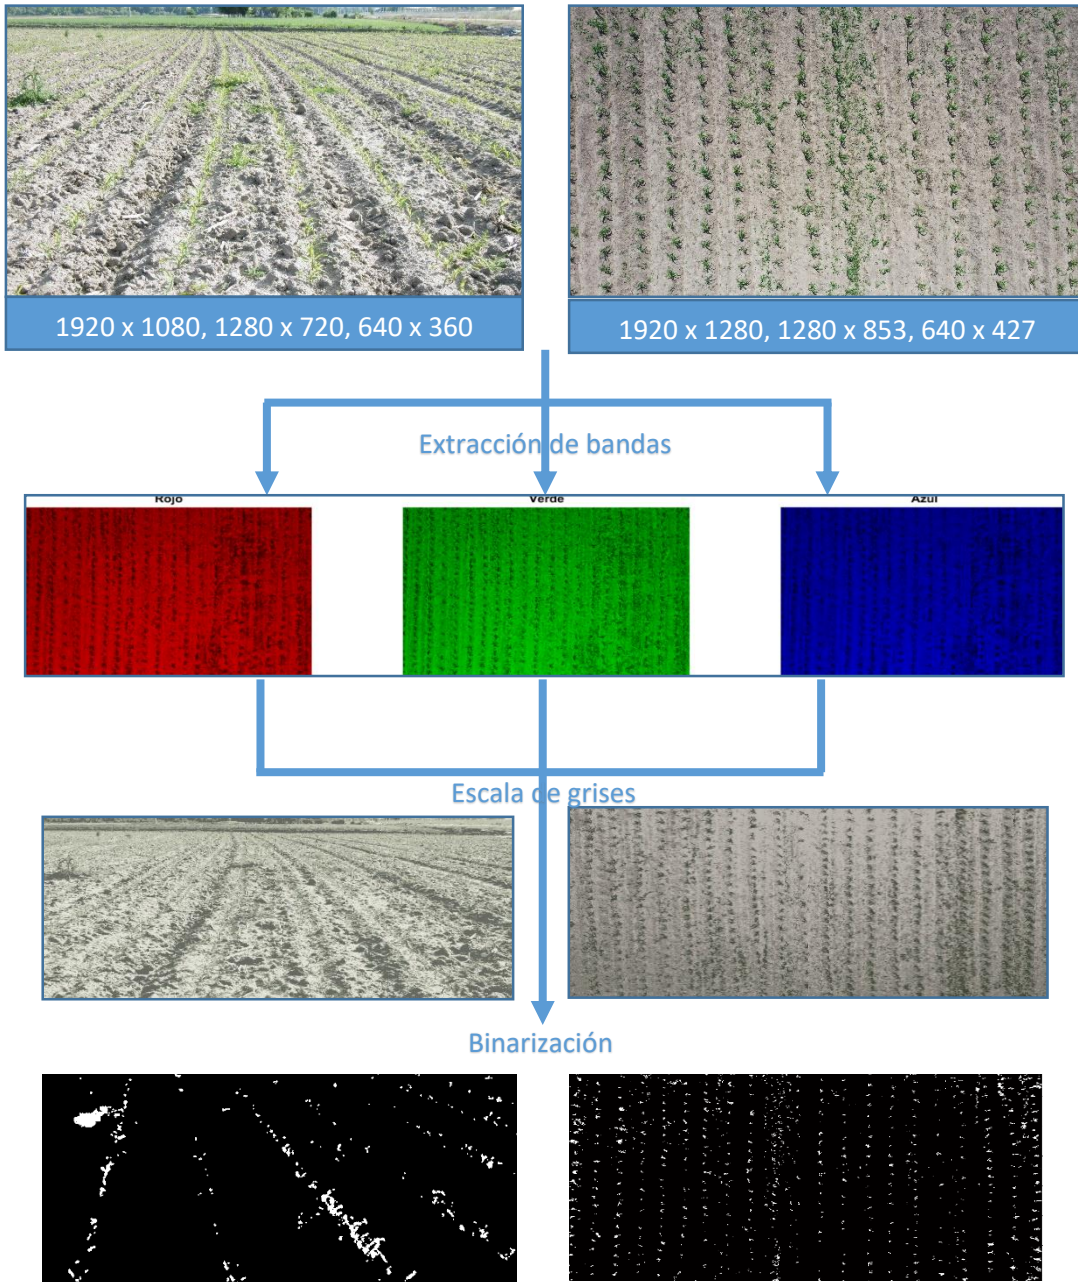 1920 x 1080, 1280 x 720, 640 x 360
1920 x 1280, 1280 x 853, 640 x 427
Extracción de bandas
Rojo
Verde
Azul
Escala de grises
Binarización